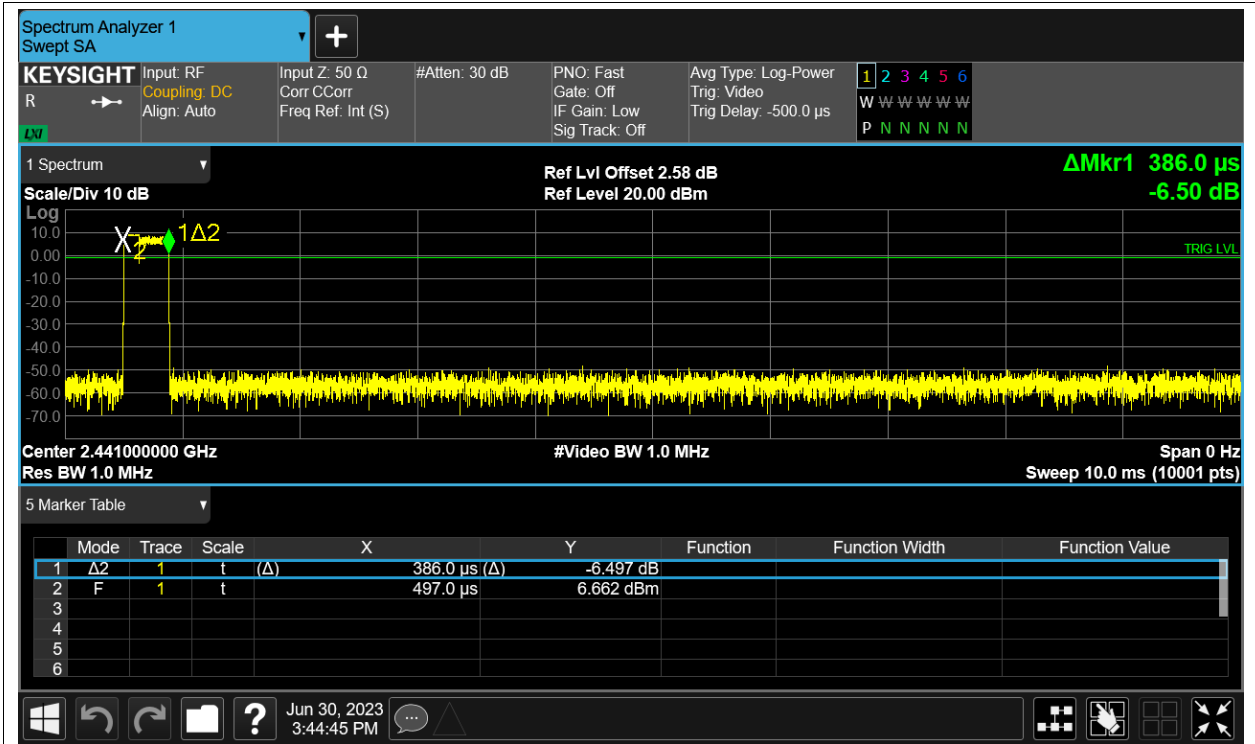 Spectrum Analyzer 1
Swept SA
KEYSIGHT Input: RF Input Z: 50 Ω #Atten: 30 dB PNO: Fast Avg Type: Log-Power 1 2 3 4 5 6
R Coupling: DC Corr CCorr Gate: Off Trig: Video W W W W W W
Align: Auto Freq Ref: Int (S) IF Gain: Low Trig Delay: -500.0 µs
LXI Sig Track: Off P N N N N N
1 Spectrum Ref Lvl Offset 2.58 dB ΔMkr1 386.0 µs
Scale/Div 10 dB Ref Level 20.00 dBm -6.50 dB
Log
10.0 X 2 1Δ2
0.00 TRIG LVL
-10.0
-20.0
-30.0
-40.0
-50.0
-60.0
-70.0
Center 2.441000000 GHz #Video BW 1.0 MHz Span 0 Hz
Res BW 1.0 MHz Sweep 10.0 ms (10001 pts)
5 Marker Table
Mode Trace Scale X Y Function Function Width Function Value
1 Δ2 1 t (Δ) 386.0 µs (Δ) -6.497 dB
2 F 1 t 497.0 µs 6.662 dBm
3
4
5
6
? Jun 30, 2023
3:44:45 PM